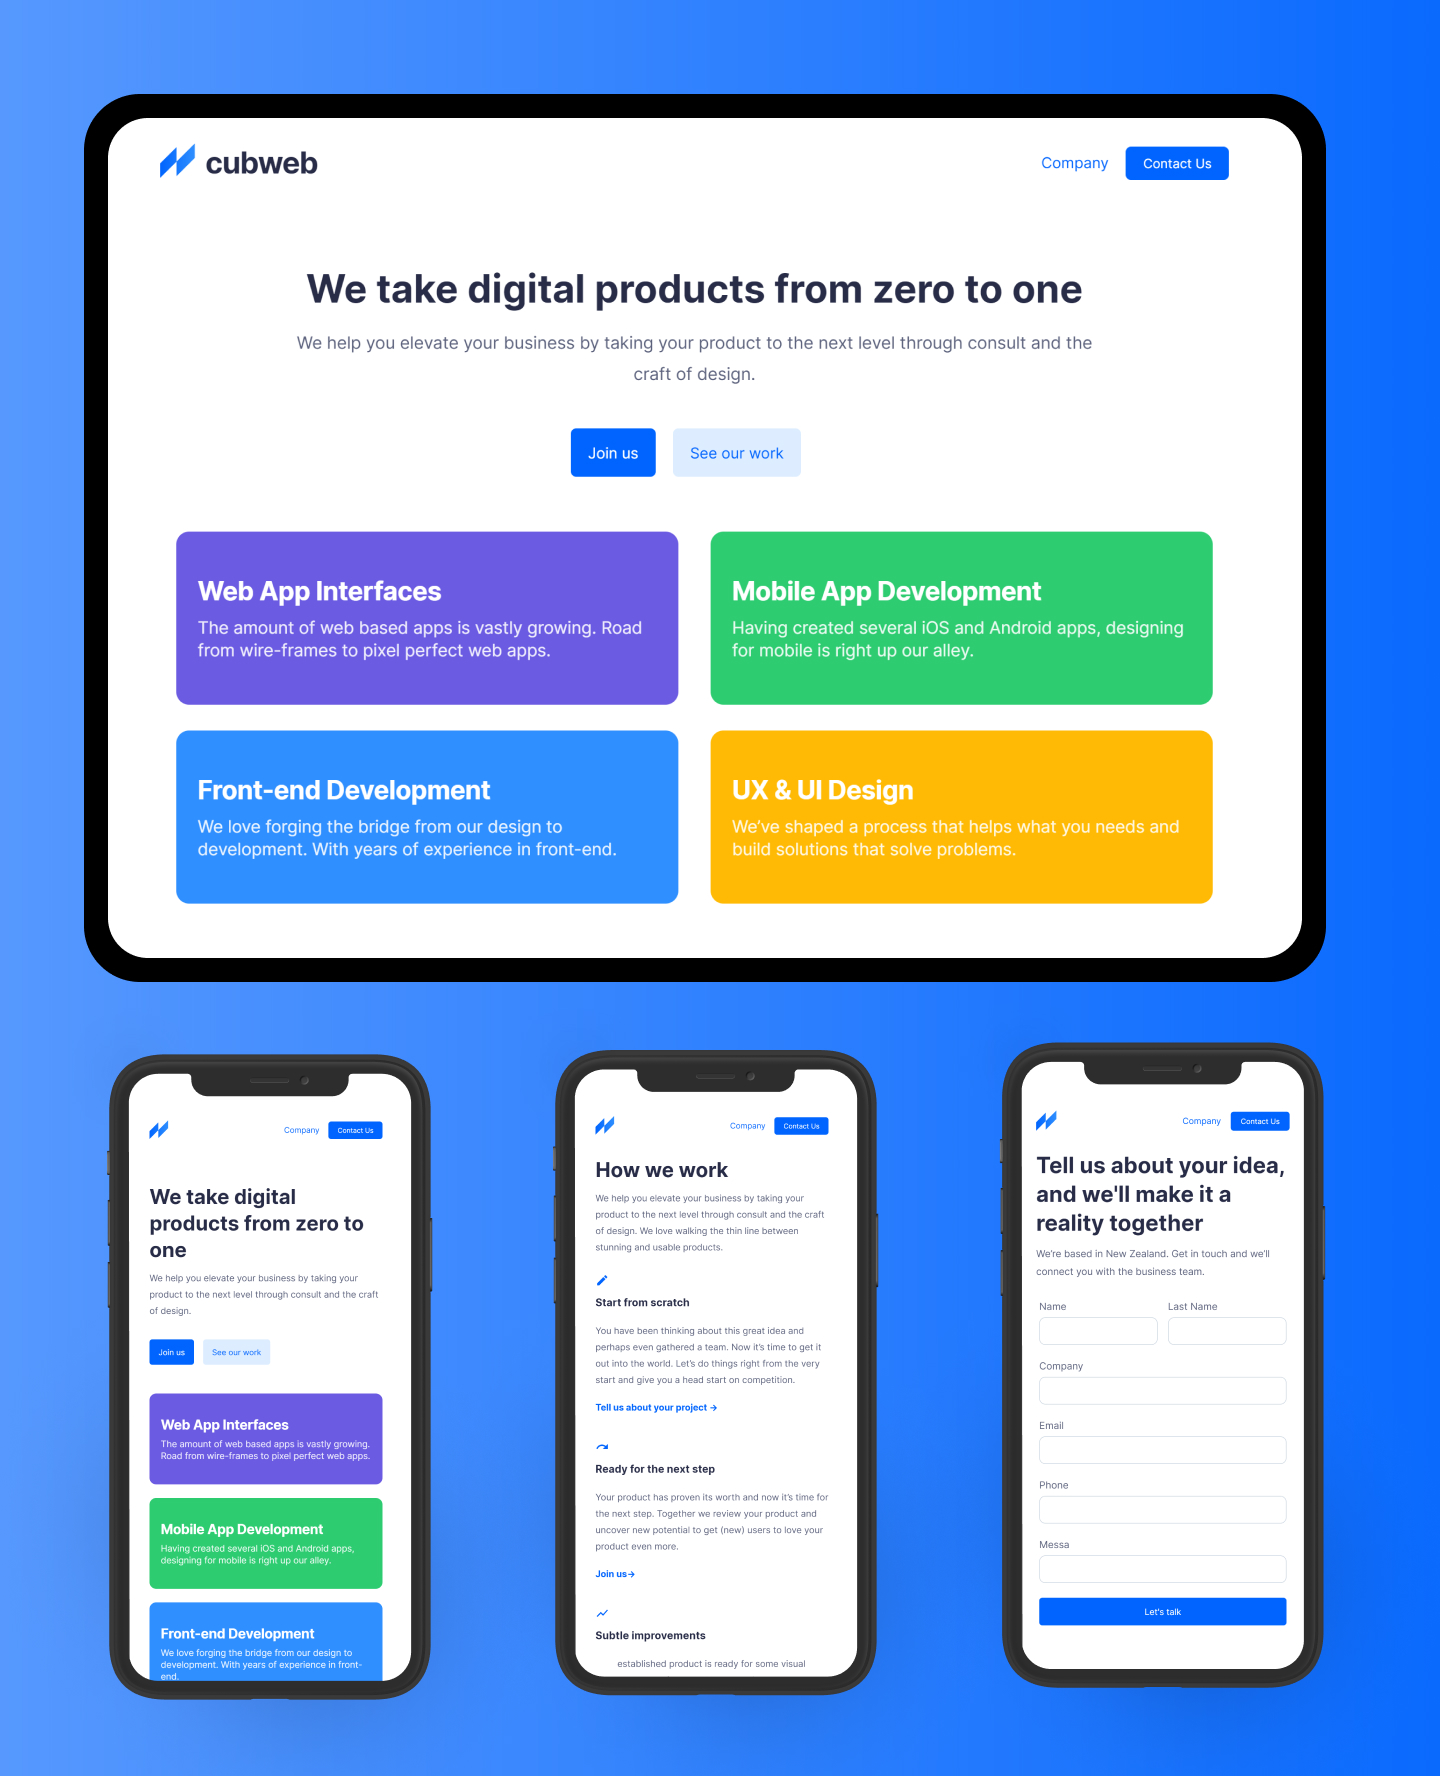 cubweb
Company
Contact Us
We take digital products from zero to one
We help you elevate your business by taking your product to the next level through consult and the
craft of design.
Join us
See our work
Web App Interfaces
The amount of web based apps is vastly growing. Road
from wire-frames to pixel perfect web apps.
Mobile App Development
Having created several iOS and Android apps, designing
for mobile is right up our alley.
Front-end Development
We love forging the bridge from our design to
development. With years of experience in front-end.
UX & UI Design
We've shaped a process that helps what you needs and
build solutions that solve problems.
Company
Contact Us
We take digital
products from zero to
one
We help you elevate your business by taking your
product to the next level through consult and the craft
of design.
Join us
See our work
Web App Interfaces
The amount of web based apps is vastly growing.
Road from wire-frames to pixel perfect web apps.
Mobile App Development
Having created several iOS and Android apps,
designing for mobile is right up our alley.
Front-end Development
We love forging the bridge from our design to
development. With years of experience in front-
end.
Company
Contact Us
How we work
We help you elevate your business by taking your
product to the next level through consult and the craft
of design. We love walking the thin line between
stunning and usable products.
Start from scratch
You have been thinking about this great idea and
perhaps even gathered a team. Now it's time to get it
out into the world. Let's do things right from the very
start and give you a head start on competition.
Tell us about your project →
Ready for the next step
Your product has proven its worth and now it's time for
the next step. Together we review your product and
uncover new potential to get (new) users to love your
product even more.
Join us→
Subtle improvements
established product is ready for some visual
Company
Contact Us
Tell us about your idea,
and we'll make it a
reality together
We're based in New Zealand. Get in touch and we'll
connect you with the business team.
Name
Last Name
Company
Email
Phone
Messa
Let's talk